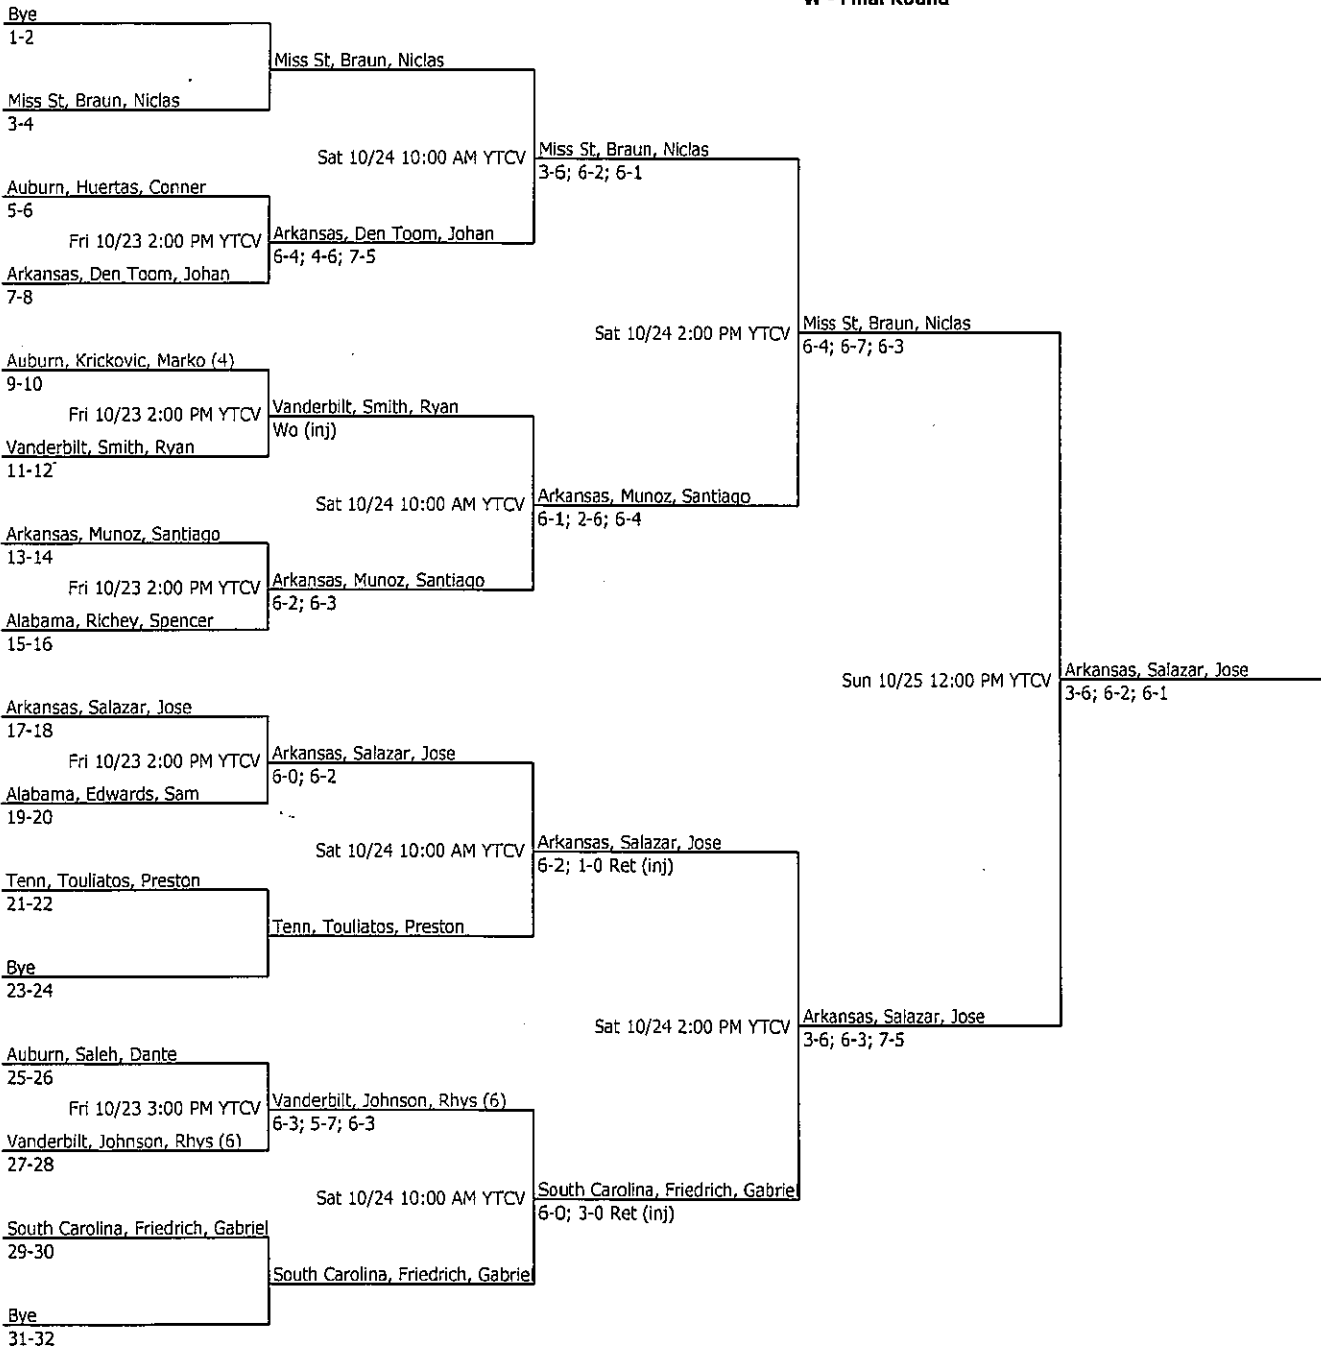 W - Final Round
Bye
1-2
Miss St, Braun, Niclas
Miss St, Braun, Niclas
3-4
Sat 10/24 10:00 AM YTCV
Miss St, Braun, Niclas
3-6; 6-2; 6-1
Auburn, Huertas, Conner
5-6
Fri 10/23 2:00 PM YTCV
Arkansas, Den Toom, Johan
6-4; 4-6; 7-5
Arkansas, Den Toom, Johan
7-8
Sat 10/24 2:00 PM YTCV
Miss St, Braun, Niclas
6-4; 6-7; 6-3
Auburn, Krickovic, Marko (4)
9-10
Fri 10/23 2:00 PM YTCV
Vanderbilt, Smith, Ryan
Wo (inj)
Vanderbilt, Smith, Ryan
11-12
Sat 10/24 10:00 AM YTCV
Arkansas, Munoz, Santiago
6-1; 2-6; 6-4
Arkansas, Munoz, Santiago
13-14
Fri 10/23 2:00 PM YTCV
Arkansas, Munoz, Santiago
6-2; 6-3
Alabama, Richey, Spencer
15-16
Sun 10/25 12:00 PM YTCV
Arkansas, Salazar, Jose
3-6; 6-2; 6-1
Arkansas, Salazar, Jose
17-18
Fri 10/23 2:00 PM YTCV
Arkansas, Salazar, Jose
6-0; 6-2
Alabama, Edwards, Sam
19-20
Sat 10/24 10:00 AM YTCV
Arkansas, Salazar, Jose
6-2; 1-0 Ret (inj)
Tenn, Touliatos, Preston
21-22
Tenn, Touliatos, Preston
Bye
23-24
Sat 10/24 2:00 PM YTCV
Arkansas, Salazar, Jose
3-6; 6-3; 7-5
Auburn, Saleh, Dante
25-26
Fri 10/23 3:00 PM YTCV
Vanderbilt, Johnson, Rhys (6)
6-3; 5-7; 6-3
Vanderbilt, Johnson, Rhys (6)
27-28
Sat 10/24 10:00 AM YTCV
South Carolina, Friedrich, Gabriel
6-0; 3-0 Ret (inj)
South Carolina, Friedrich, Gabriel
29-30
South Carolina, Friedrich, Gabriel
Bye
31-32